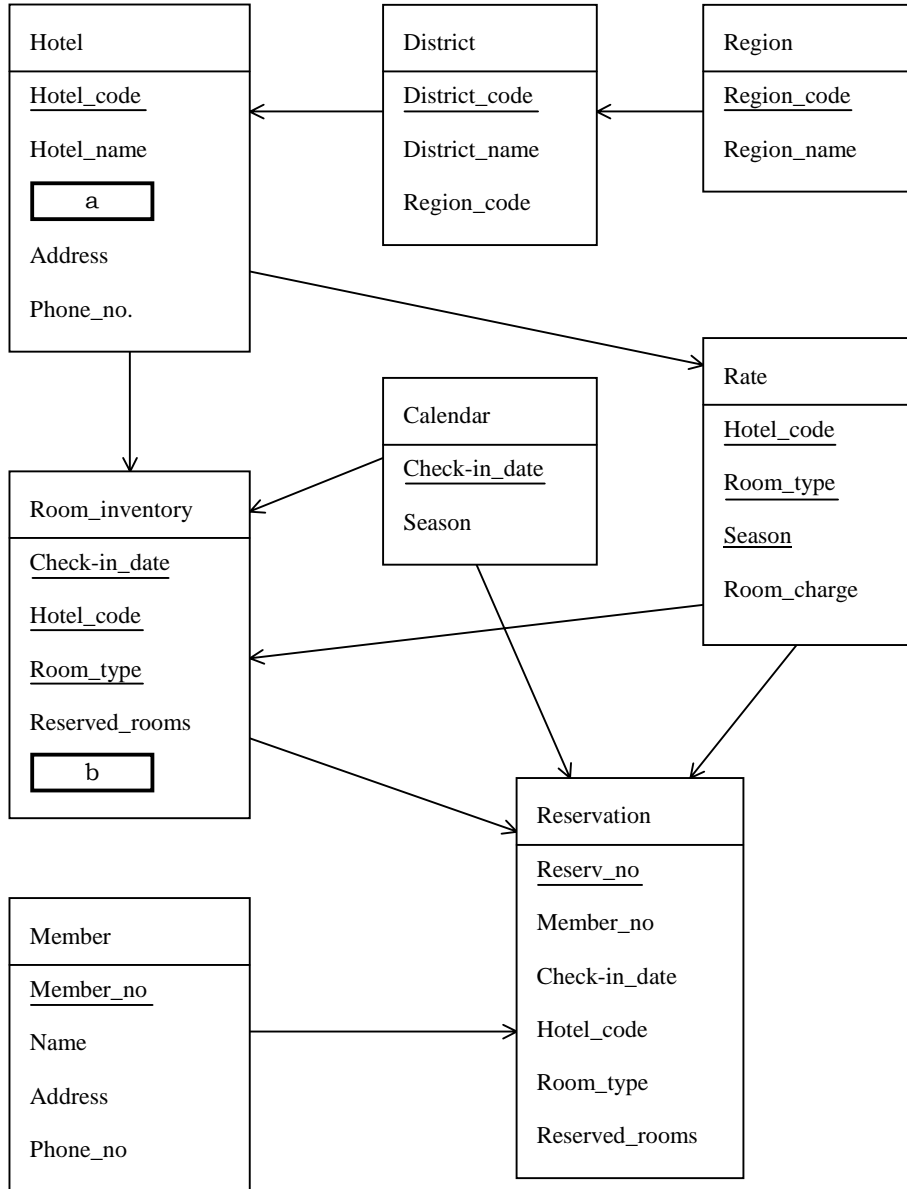 Hotel
Hotel_code
Hotel_name
a
Address
Phone_no.
District
District_code
District_name
Region_code
Region
Region_code
Region_name
Rate
Hotel_code
Room_type
Season
Room_charge
Calendar
Check-in_date
Season
Room_inventory
Check-in_date
Hotel_code
Room_type
Reserved_rooms
b
Reservation
Reserv_no
Member_no
Check-in_date
Hotel_code
Room_type
Reserved_rooms
Member
Member_no
Name
Address
Phone_no